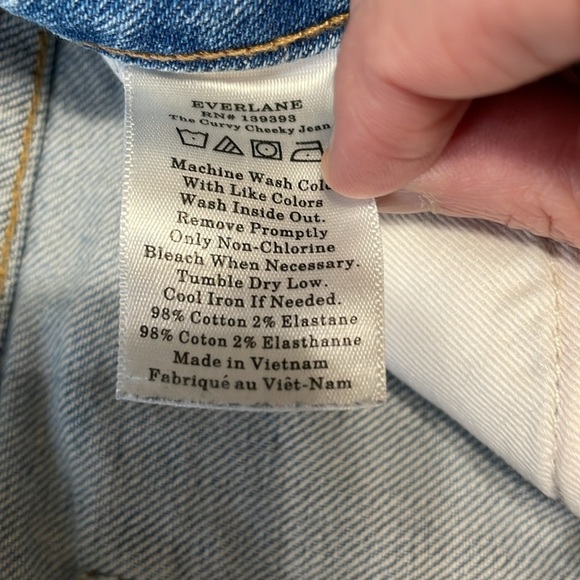 EVERLANE
RN# 139393
The Curvy Cheeky Jean
Machine Wash
With Like Colors
Wash Inside Out.
Remove Promptly
Only Non-Chlorine
Bleach When Necessary.
Tumble Dry Low.
Cool Iron If Needed.
98% Cotton 2% Elastane
98% Coton 2% Elasthanne
Made in Vietnam
Fabriqué au Viêt-Nam